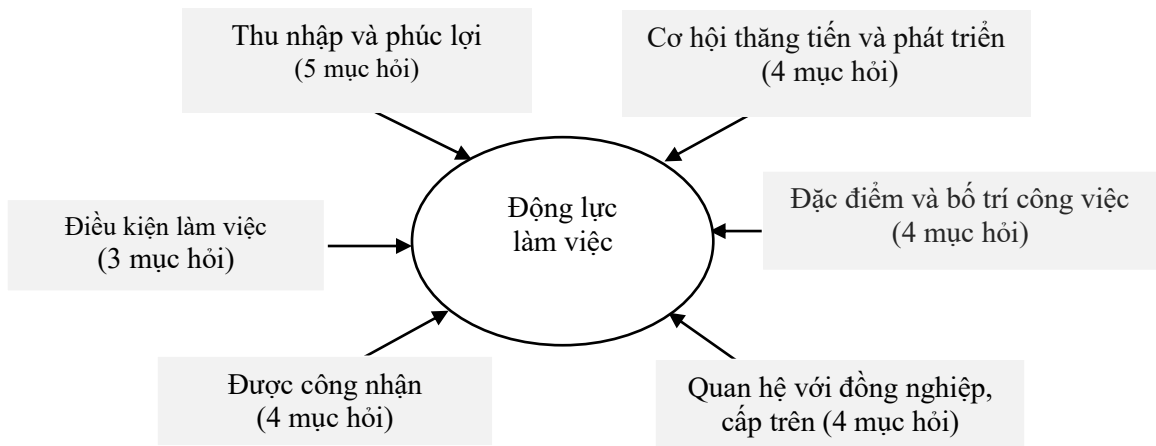 Thu nhập và phúc lợi
(5 mục hỏi)
Cơ hội thăng tiến và phát triển
(4 mục hỏi)
Động lực
làm việc
Đặc điểm và bố trí công việc
(4 mục hỏi)
Điều kiện làm việc
(3 mục hỏi)
Được công nhận
(4 mục hỏi)
Quan hệ với đồng nghiệp,
cấp trên (4 mục hỏi)